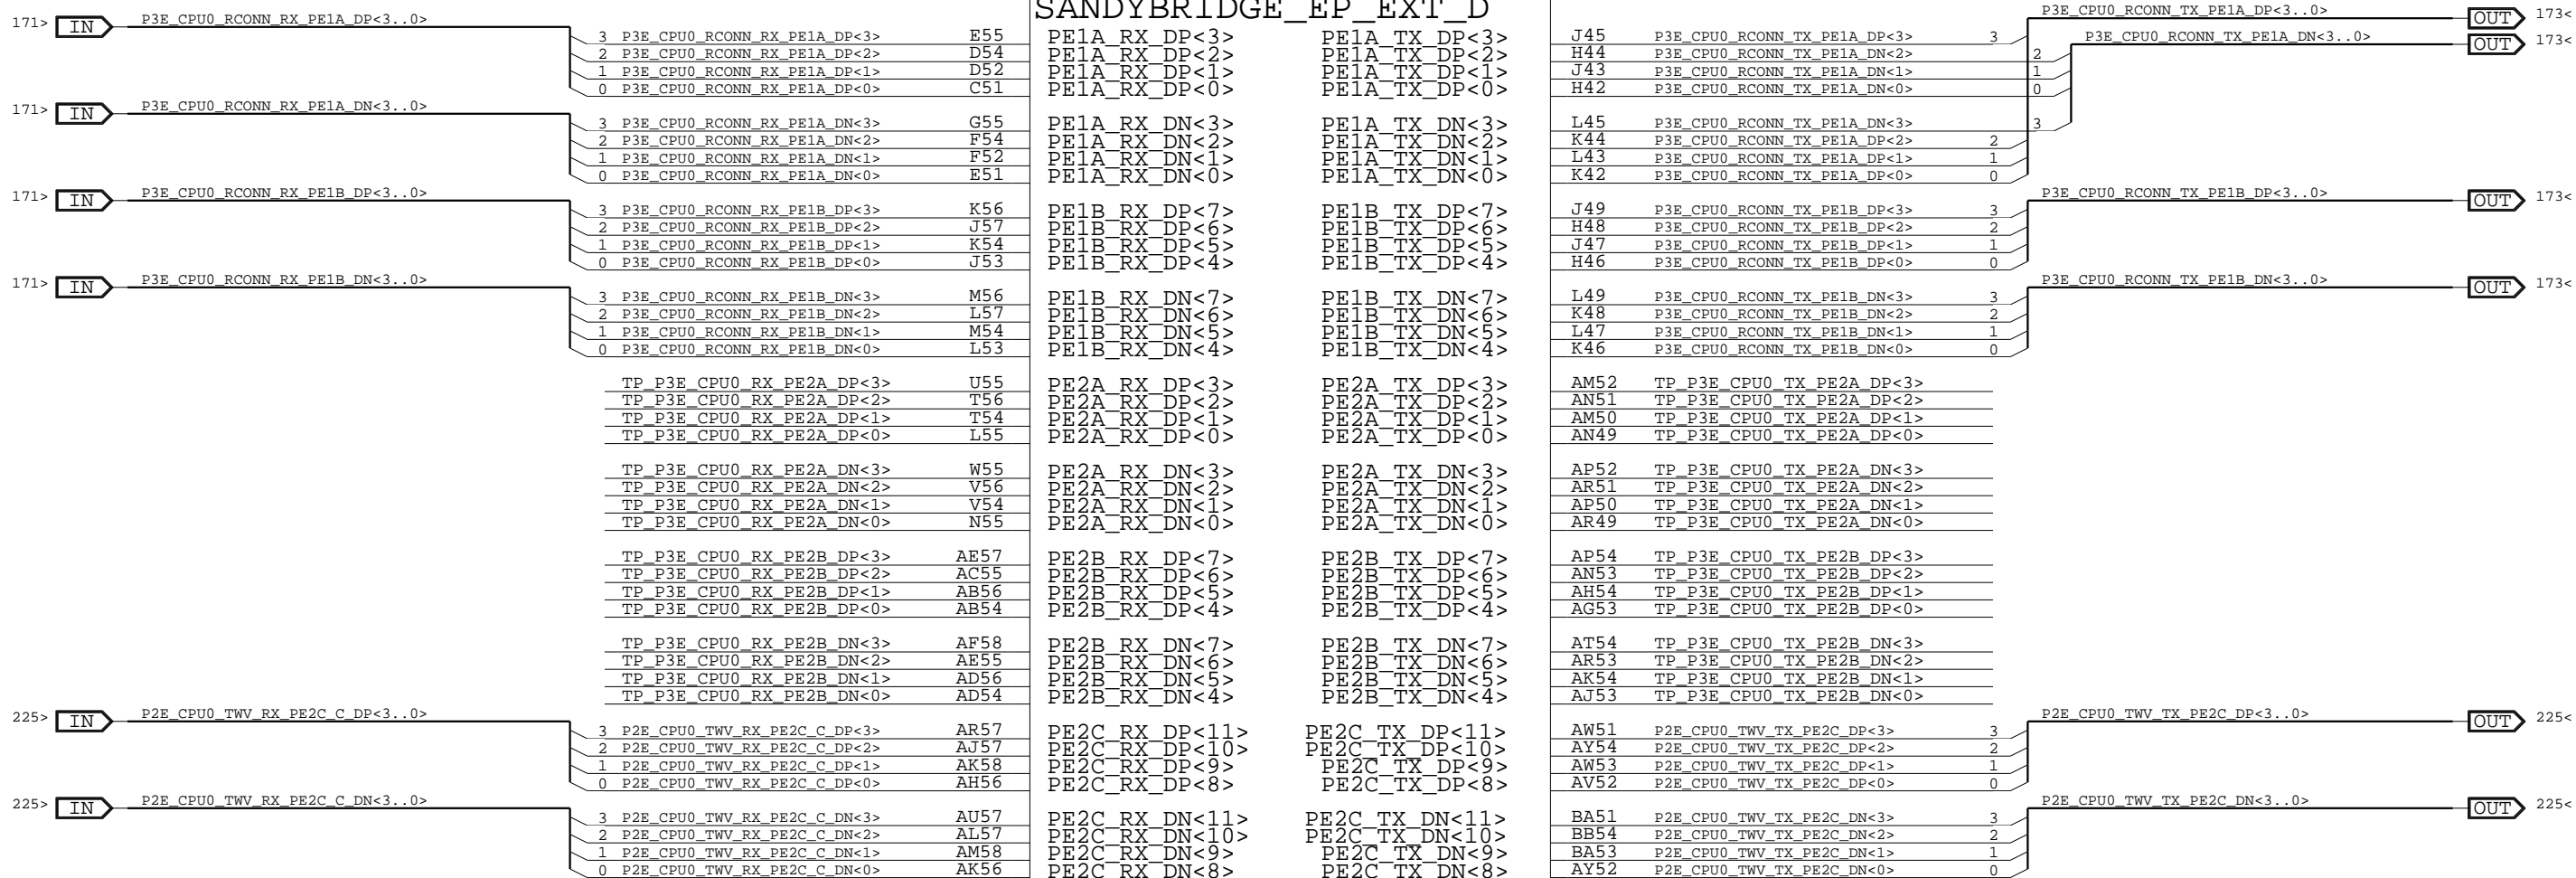 SANDYBRIDGE_EP_EXT_D
171> IN P3E_CPU0_RCONN_RX_PE1A_DP<3..0> P3E_CPU0_RCONN_TX_PE1A_DP<3..0> OUT 173<
3 P3E_CPU0_RCONN_RX_PE1A_DP<3> E55 PE1A_RX_DP<3> PE1A_TX_DP<3> J45 P3E_CPU0_RCONN_TX_PE1A_DP<3> 3 P3E_CPU0_RCONN_TX_PE1A_DN<3..0> OUT 173<
2 P3E_CPU0_RCONN_RX_PE1A_DP<2> D54 PE1A_RX_DP<2> PE1A_TX_DP<2> H44 P3E_CPU0_RCONN_TX_PE1A_DN<2> 2
1 P3E_CPU0_RCONN_RX_PE1A_DP<1> D52 PE1A_RX_DP<1> PE1A_TX_DP<1> J43 P3E_CPU0_RCONN_TX_PE1A_DN<1> 1
0 P3E_CPU0_RCONN_RX_PE1A_DP<0> C51 PE1A_RX_DP<0> PE1A_TX_DP<0> H42 P3E_CPU0_RCONN_TX_PE1A_DN<0> 0
171> IN P3E_CPU0_RCONN_RX_PE1A_DN<3..0>
3 P3E_CPU0_RCONN_RX_PE1A_DN<3> G55 PE1A_RX_DN<3> PE1A_TX_DN<3> L45 P3E_CPU0_RCONN_TX_PE1A_DN<3> 3
2 P3E_CPU0_RCONN_RX_PE1A_DN<2> F54 PE1A_RX_DN<2> PE1A_TX_DN<2> K44 P3E_CPU0_RCONN_TX_PE1A_DP<2> 2
1 P3E_CPU0_RCONN_RX_PE1A_DN<1> F52 PE1A_RX_DN<1> PE1A_TX_DN<1> L43 P3E_CPU0_RCONN_TX_PE1A_DP<1> 1
0 P3E_CPU0_RCONN_RX_PE1A_DN<0> E51 PE1A_RX_DN<0> PE1A_TX_DN<0> K42 P3E_CPU0_RCONN_TX_PE1A_DP<0> 0
171> IN P3E_CPU0_RCONN_RX_PE1B_DP<3..0> P3E_CPU0_RCONN_TX_PE1B_DP<3..0> OUT 173<
3 P3E_CPU0_RCONN_RX_PE1B_DP<3> K56 PE1B_RX_DP<7> PE1B_TX_DP<7> J49 P3E_CPU0_RCONN_TX_PE1B_DP<3> 3
2 P3E_CPU0_RCONN_RX_PE1B_DP<2> J57 PE1B_RX_DP<6> PE1B_TX_DP<6> H48 P3E_CPU0_RCONN_TX_PE1B_DP<2> 2
1 P3E_CPU0_RCONN_RX_PE1B_DP<1> K54 PE1B_RX_DP<5> PE1B_TX_DP<5> J47 P3E_CPU0_RCONN_TX_PE1B_DP<1> 1
0 P3E_CPU0_RCONN_RX_PE1B_DP<0> J53 PE1B_RX_DP<4> PE1B_TX_DP<4> H46 P3E_CPU0_RCONN_TX_PE1B_DP<0> 0
171> IN P3E_CPU0_RCONN_RX_PE1B_DN<3..0> P3E_CPU0_RCONN_TX_PE1B_DN<3..0> OUT 173<
3 P3E_CPU0_RCONN_RX_PE1B_DN<3> M56 PE1B_RX_DN<7> PE1B_TX_DN<7> L49 P3E_CPU0_RCONN_TX_PE1B_DN<3> 3
2 P3E_CPU0_RCONN_RX_PE1B_DN<2> L57 PE1B_RX_DN<6> PE1B_TX_DN<6> K48 P3E_CPU0_RCONN_TX_PE1B_DN<2> 2
1 P3E_CPU0_RCONN_RX_PE1B_DN<1> M54 PE1B_RX_DN<5> PE1B_TX_DN<5> L47 P3E_CPU0_RCONN_TX_PE1B_DN<1> 1
0 P3E_CPU0_RCONN_RX_PE1B_DN<0> L53 PE1B_RX_DN<4> PE1B_TX_DN<4> K46 P3E_CPU0_RCONN_TX_PE1B_DN<0> 0
TP_P3E_CPU0_RX_PE2A_DP<3> U55 PE2A_RX_DP<3> PE2A_TX_DP<3> AM52 TP_P3E_CPU0_TX_PE2A_DP<3>
TP_P3E_CPU0_RX_PE2A_DP<2> T56 PE2A_RX_DP<2> PE2A_TX_DP<2> AN51 TP_P3E_CPU0_TX_PE2A_DP<2>
TP_P3E_CPU0_RX_PE2A_DP<1> T54 PE2A_RX_DP<1> PE2A_TX_DP<1> AM50 TP_P3E_CPU0_TX_PE2A_DP<1>
TP_P3E_CPU0_RX_PE2A_DP<0> L55 PE2A_RX_DP<0> PE2A_TX_DP<0> AN49 TP_P3E_CPU0_TX_PE2A_DP<0>
TP_P3E_CPU0_RX_PE2A_DN<3> W55 PE2A_RX_DN<3> PE2A_TX_DN<3> AP52 TP_P3E_CPU0_TX_PE2A_DN<3>
TP_P3E_CPU0_RX_PE2A_DN<2> V56 PE2A_RX_DN<2> PE2A_TX_DN<2> AR51 TP_P3E_CPU0_TX_PE2A_DN<2>
TP_P3E_CPU0_RX_PE2A_DN<1> V54 PE2A_RX_DN<1> PE2A_TX_DN<1> AP50 TP_P3E_CPU0_TX_PE2A_DN<1>
TP_P3E_CPU0_RX_PE2A_DN<0> N55 PE2A_RX_DN<0> PE2A_TX_DN<0> AR49 TP_P3E_CPU0_TX_PE2A_DN<0>
TP_P3E_CPU0_RX_PE2B_DP<3> AE57 PE2B_RX_DP<7> PE2B_TX_DP<7> AP54 TP_P3E_CPU0_TX_PE2B_DP<3>
TP_P3E_CPU0_RX_PE2B_DP<2> AC55 PE2B_RX_DP<6> PE2B_TX_DP<6> AN53 TP_P3E_CPU0_TX_PE2B_DP<2>
TP_P3E_CPU0_RX_PE2B_DP<1> AB56 PE2B_RX_DP<5> PE2B_TX_DP<5> AH54 TP_P3E_CPU0_TX_PE2B_DP<1>
TP_P3E_CPU0_RX_PE2B_DP<0> AB54 PE2B_RX_DP<4> PE2B_TX_DP<4> AG53 TP_P3E_CPU0_TX_PE2B_DP<0>
TP_P3E_CPU0_RX_PE2B_DN<3> AF58 PE2B_RX_DN<7> PE2B_TX_DN<7> AT54 TP_P3E_CPU0_TX_PE2B_DN<3>
TP_P3E_CPU0_RX_PE2B_DN<2> AE55 PE2B_RX_DN<6> PE2B_TX_DN<6> AR53 TP_P3E_CPU0_TX_PE2B_DN<2>
TP_P3E_CPU0_RX_PE2B_DN<1> AD56 PE2B_RX_DN<5> PE2B_TX_DN<5> AK54 TP_P3E_CPU0_TX_PE2B_DN<1>
TP_P3E_CPU0_RX_PE2B_DN<0> AD54 PE2B_RX_DN<4> PE2B_TX_DN<4> AJ53 TP_P3E_CPU0_TX_PE2B_DN<0>
225> IN P2E_CPU0_TWV_RX_PE2C_C_DP<3..0> P2E_CPU0_TWV_TX_PE2C_DP<3..0> OUT 225<
3 P2E_CPU0_TWV_RX_PE2C_C_DP<3> AR57 PE2C_RX_DP<11> PE2C_TX_DP<11> AW51 P2E_CPU0_TWV_TX_PE2C_DP<3> 3
2 P2E_CPU0_TWV_RX_PE2C_C_DP<2> AJ57 PE2C_RX_DP<10> PE2C_TX_DP<10> AY54 P2E_CPU0_TWV_TX_PE2C_DP<2> 2
1 P2E_CPU0_TWV_RX_PE2C_C_DP<1> AK58 PE2C_RX_DP<9> PE2C_TX_DP<9> AW53 P2E_CPU0_TWV_TX_PE2C_DP<1> 1
0 P2E_CPU0_TWV_RX_PE2C_C_DP<0> AH56 PE2C_RX_DP<8> PE2C_TX_DP<8> AV52 P2E_CPU0_TWV_TX_PE2C_DP<0> 0
225> IN P2E_CPU0_TWV_RX_PE2C_C_DN<3..0> P2E_CPU0_TWV_TX_PE2C_DN<3..0> OUT 225<
3 P2E_CPU0_TWV_RX_PE2C_C_DN<3> AU57 PE2C_RX_DN<11> PE2C_TX_DN<11> BA51 P2E_CPU0_TWV_TX_PE2C_DN<3> 3
2 P2E_CPU0_TWV_RX_PE2C_C_DN<2> AL57 PE2C_RX_DN<10> PE2C_TX_DN<10> BB54 P2E_CPU0_TWV_TX_PE2C_DN<2> 2
1 P2E_CPU0_TWV_RX_PE2C_C_DN<1> AM58 PE2C_RX_DN<9> PE2C_TX_DN<9> BA53 P2E_CPU0_TWV_TX_PE2C_DN<1> 1
0 P2E_CPU0_TWV_RX_PE2C_C_DN<0> AK56 PE2C_RX_DN<8> PE2C_TX_DN<8> AY52 P2E_CPU0_TWV_TX_PE2C_DN<0> 0